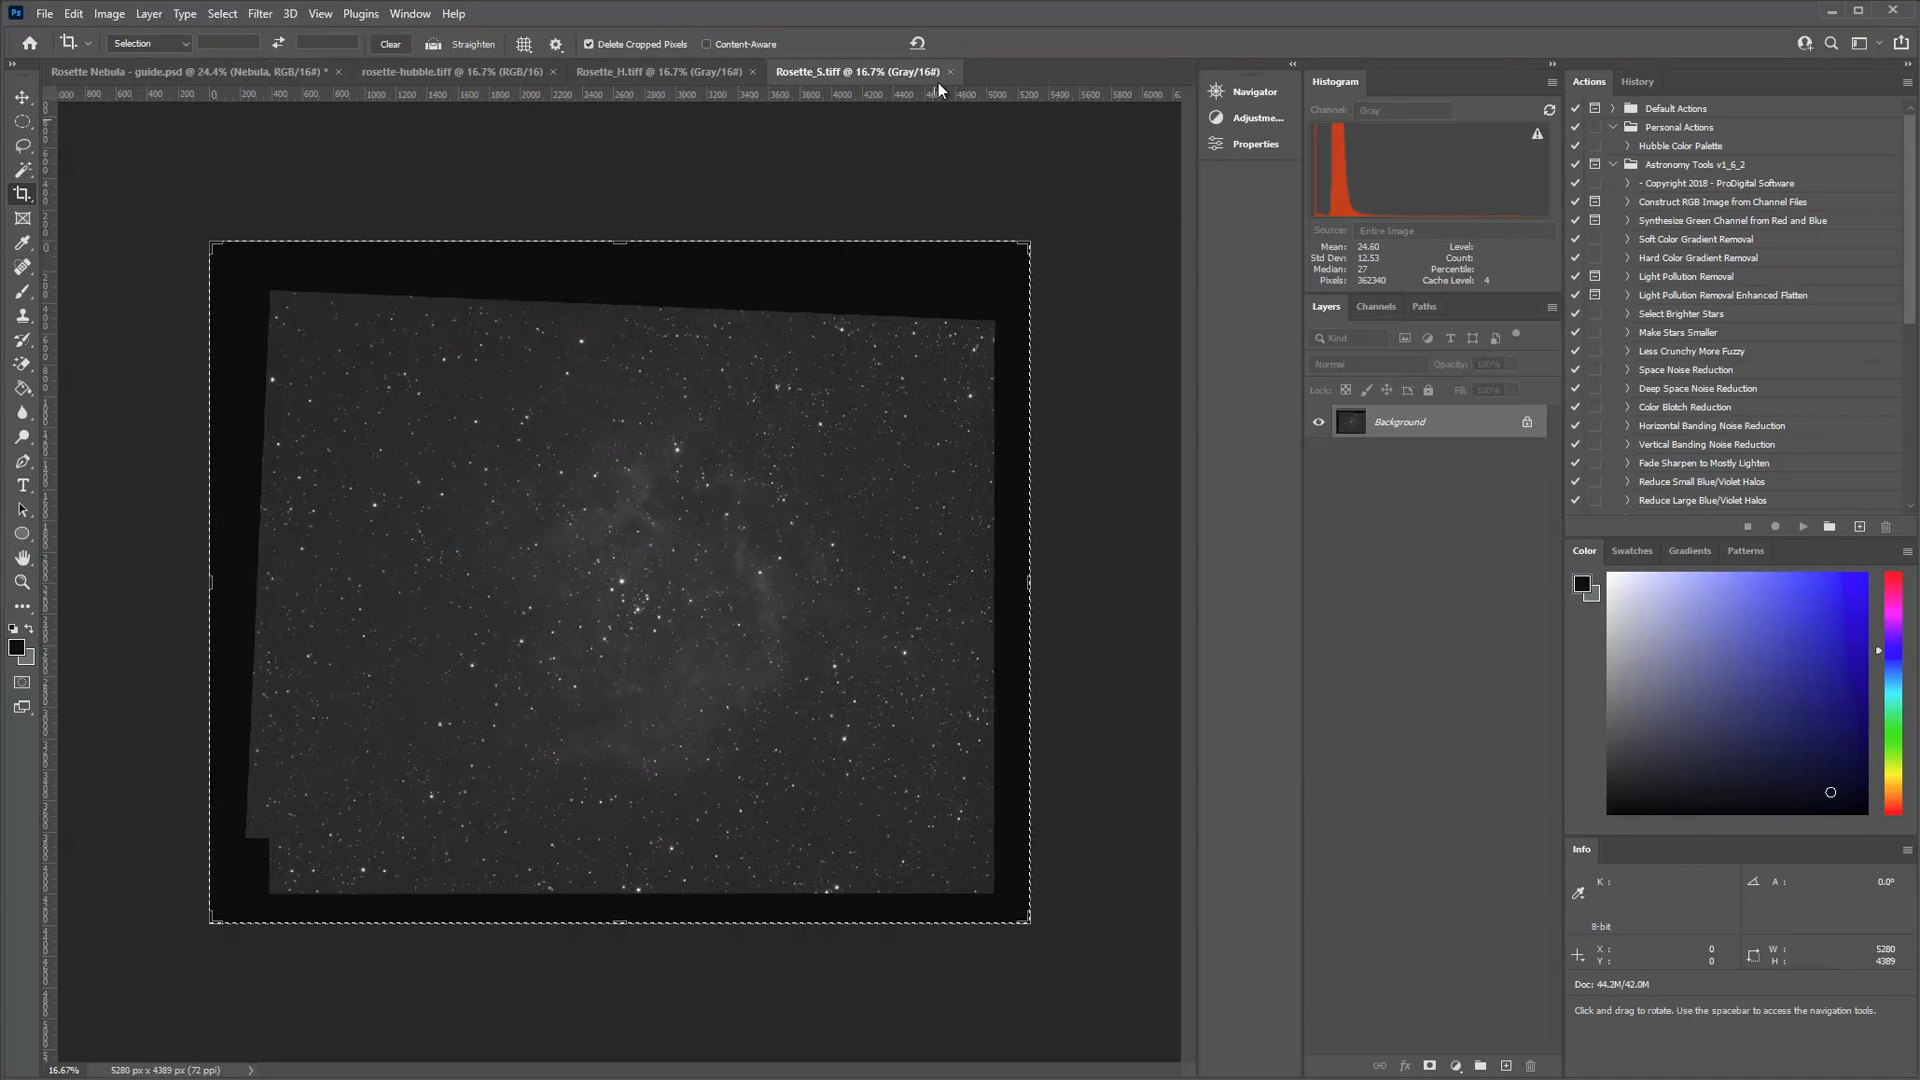 Ps File Edit Image Layer Type Select Filter 3D View Plugins Window Help
Selection Clear Straighten Delete Cropped Pixels Content-Aware
Rosette Nebula - guide.psd @ 24.4% (Nebula, RGB/16#) * × rosette-hubble.tiff @ 16.7% (RGB/16) × Rosette_H.tiff @ 16.7% (Gray/16#) × Rosette_S.tiff @ 16.7% (Gray/16#) ×
Navigator
Adjustme...
Properties
Histogram
Channel: Gray
Source: Entire Image
Mean: 24.60 Level:
Std Dev: 12.53 Count:
Median: 27 Percentile:
Pixels: 362340 Cache Level: 4
Layers Channels Paths
Kind
Normal Opacity: 100%
Lock: Fill: 100%
Background
Actions History
Default Actions
Personal Actions
Hubble Color Palette
Astronomy Tools v1_6_2
- Copyright 2018 - ProDigital Software
Construct RGB Image from Channel Files
Synthesize Green Channel from Red and Blue
Soft Color Gradient Removal
Hard Color Gradient Removal
Light Pollution Removal
Light Pollution Removal Enhanced Flatten
Select Brighter Stars
Make Stars Smaller
Less Crunchy More Fuzzy
Space Noise Reduction
Deep Space Noise Reduction
Color Blotch Reduction
Horizontal Banding Noise Reduction
Vertical Banding Noise Reduction
Fade Sharpen to Mostly Lighten
Reduce Small Blue/Violet Halos
Reduce Large Blue/Violet Halos
Color Swatches Gradients Patterns
Info
K : A : 0.0°
8-bit
X : 0 W : 5280
Y : 0 H : 4389
Doc: 44.2M/42.0M
Click and drag to rotate. Use the spacebar to access the navigation tools.
16.67% 5280 px x 4389 px (72 ppi)